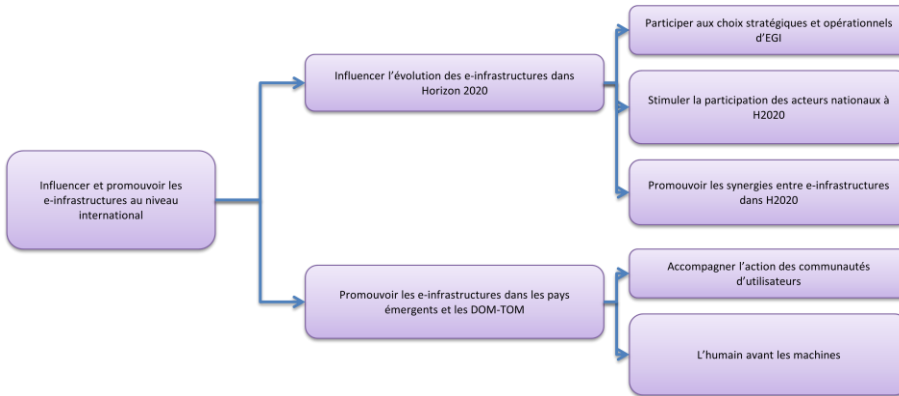 Influencer et promouvoir les
e-infrastructures au niveau
international
Influencer l'évolution des e-infrastructures dans
Horizon 2020
Participer aux choix stratégiques et opérationnels
d'EGI
Stimuler la participation des acteurs nationaux à
H2020
Promouvoir les synergies entre e-infrastructures
dans H2020
Promouvoir les e-infrastructures dans les pays
émergents et les DOM-TOM
Accompagner l'action des communautés
d'utilisateurs
L'humain avant les machines